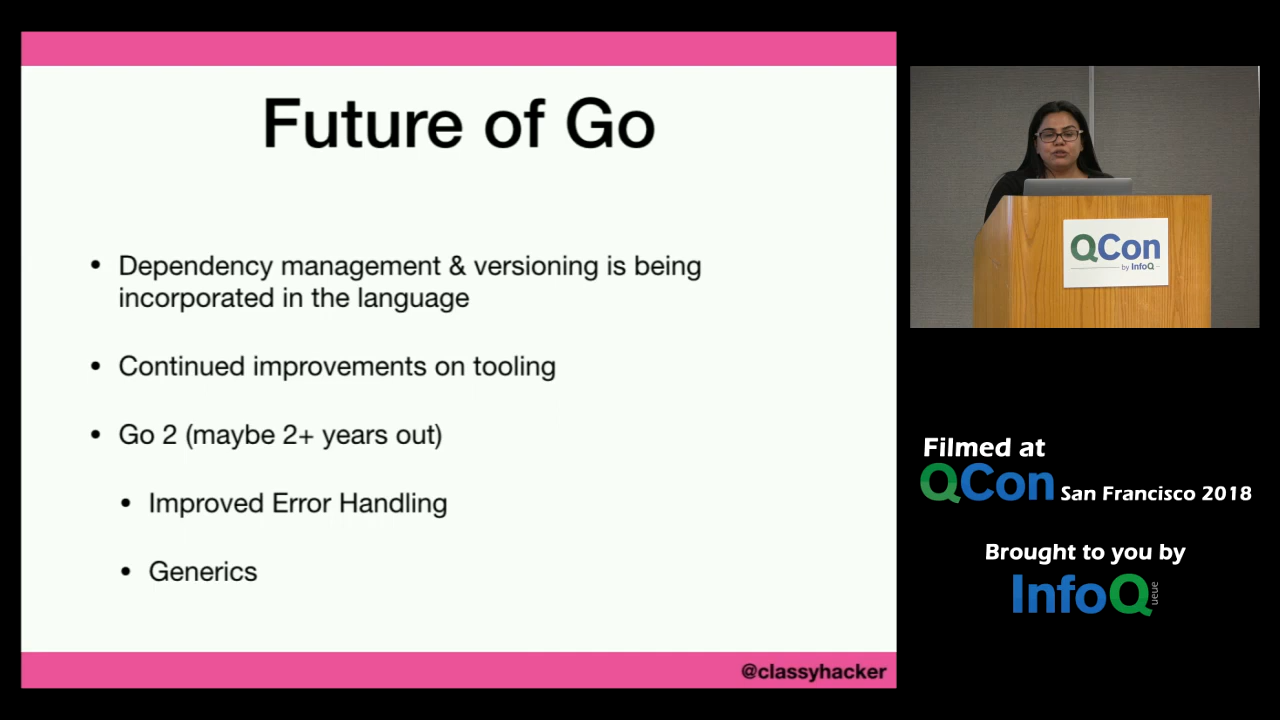 Future of Go
• Dependency management & versioning is being
incorporated in the language
• Continued improvements on tooling
• Go 2 (maybe 2+ years out)
• Improved Error Handling
• Generics
@classyhacker
QCon
by InfoQ
Filmed at
QCon San Francisco 2018
Brought to you by
InfoQueue